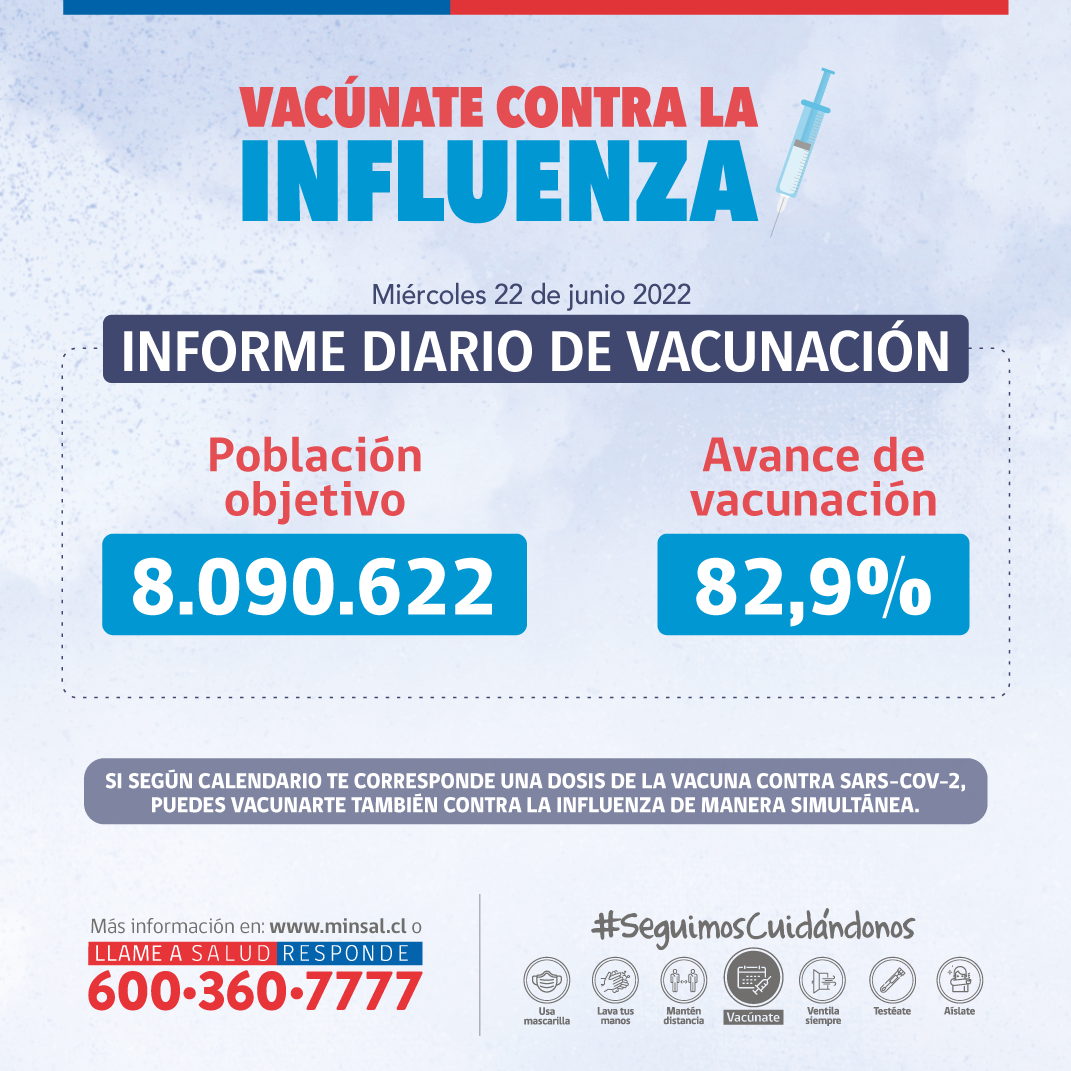 VACÚNATE CONTRA LA
INFLUENZA
Miércoles 22 de junio 2022
INFORME DIARIO DE VACUNACIÓN
Población
objetivo
8.090.622
Avance de
vacunación
82,9%
SI SEGÚN CALENDARIO TE CORRESPONDE UNA DOSIS DE LA VACUNA CONTRA SARS-COV-2,
PUEDES VACUNARTE TAMBIÉN CONTRA LA INFLUENZA DE MANERA SIMULTÁNEA.
Más información en: www.minsal.cl o
LLAME A SALUD RESPONDE
600•360•7777
#SeguimosCuidándonos
Usa
mascarilla
Lava tus
manos
Mantén
distancia
Vacúnate
Ventila
siempre
Testéate
Aíslate